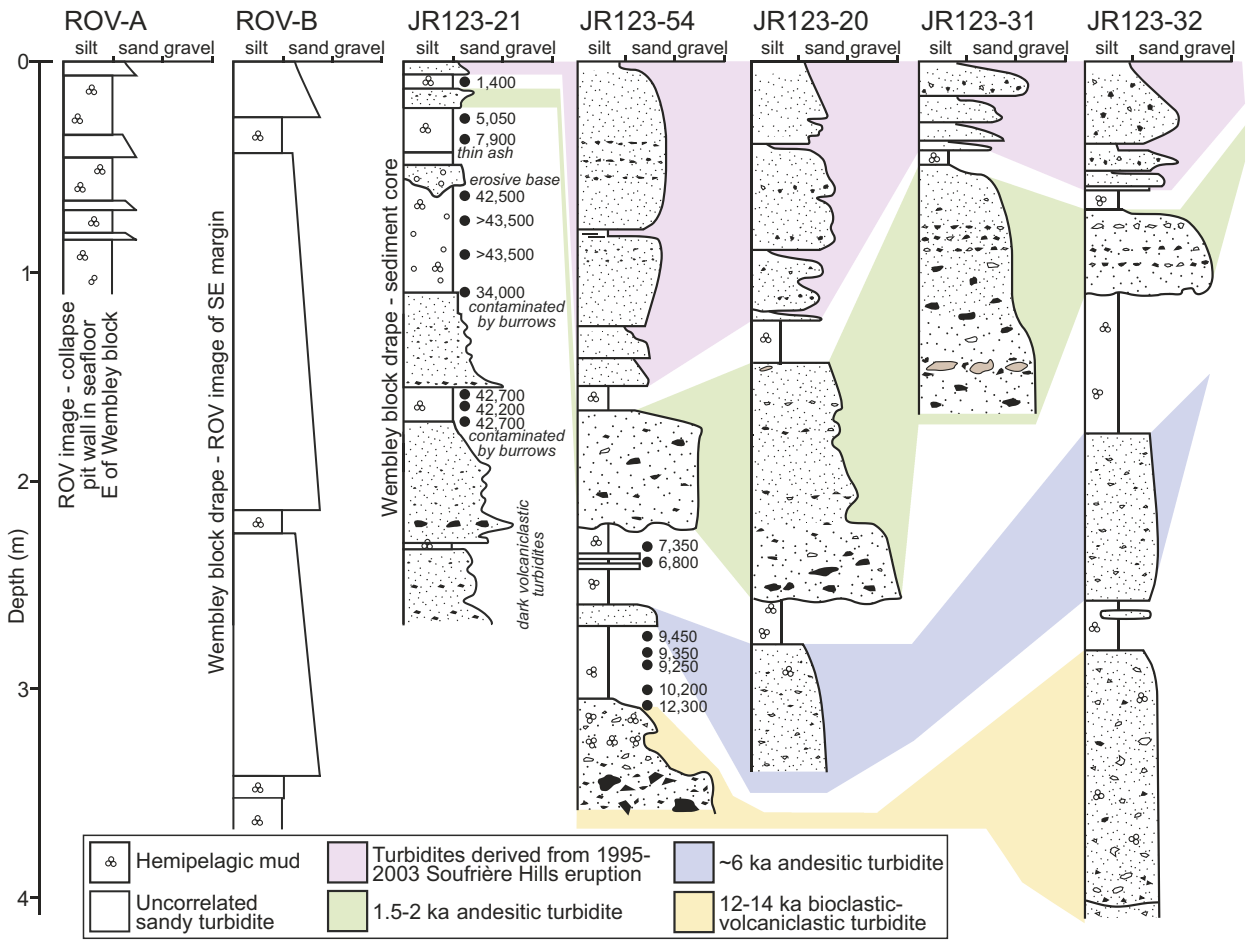 ROV-A
ROV-B
JR123-21
JR123-54
JR123-20
JR123-31
JR123-32
silt sand gravel
silt sand gravel
silt sand gravel
silt sand gravel
silt sand gravel
silt sand gravel
silt sand gravel
Depth (m)
0
1
2
3
4
ROV image - collapse
pit wall in seafloor
E of Wembley block
Wembley block drape - ROV image of SE margin
Wembley block drape - sediment core
1,400
5,050
7,900
thin ash
erosive base
42,500
>43,500
>43,500
34,000
contaminated
by burrows
42,700
42,200
42,700
contaminated
by burrows
dark volcaniclastic
turbidites
7,350
6,800
9,450
9,350
9,250
10,200
12,300
Hemipelagic mud
Uncorrelated
sandy turbidite
Turbidites derived from 1995-
2003 Soufrière Hills eruption
1.5-2 ka andesitic turbidite
~6 ka andesitic turbidite
12-14 ka bioclastic-
volcaniclastic turbidite